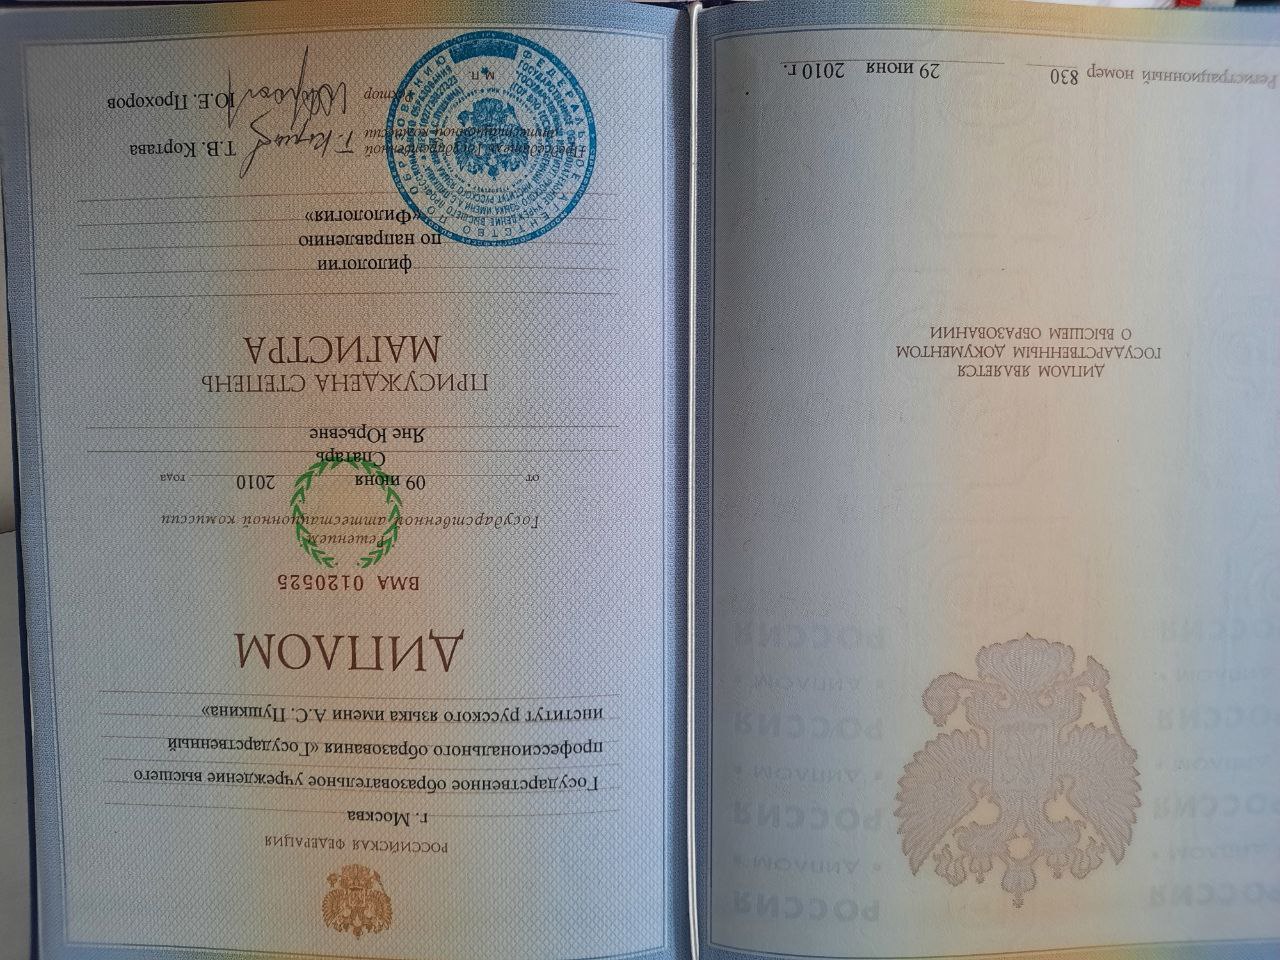 ДИПЛОМ ЯВЛЯЕТСЯ
ГОСУДАРСТВЕННЫМ ДОКУМЕНТОМ
О ВЫСШЕМ ОБРАЗОВАНИИ
Регистрационный номер 830 29 июня 2010 г.
РОССИЙСКАЯ ФЕДЕРАЦИЯ
г. Москва
Государственное образовательное учреждение высшего
профессионального образования «Государственный
институт русского языка имени А.С. Пушкина»
ДИПЛОМ
ВМА 0120525
Решением
Государственной аттестационной комиссии
от 09 июня 2010 года
Спатарь
Яне Юрьевне
ПРИСУЖДЕНА СТЕПЕНЬ
МАГИСТРА
филологии
по направлению
«Филология»
Председатель Государственной
аттестационной комиссии Т.В. Кортава
Ректор Ю.Е. Прохоров
М.П.